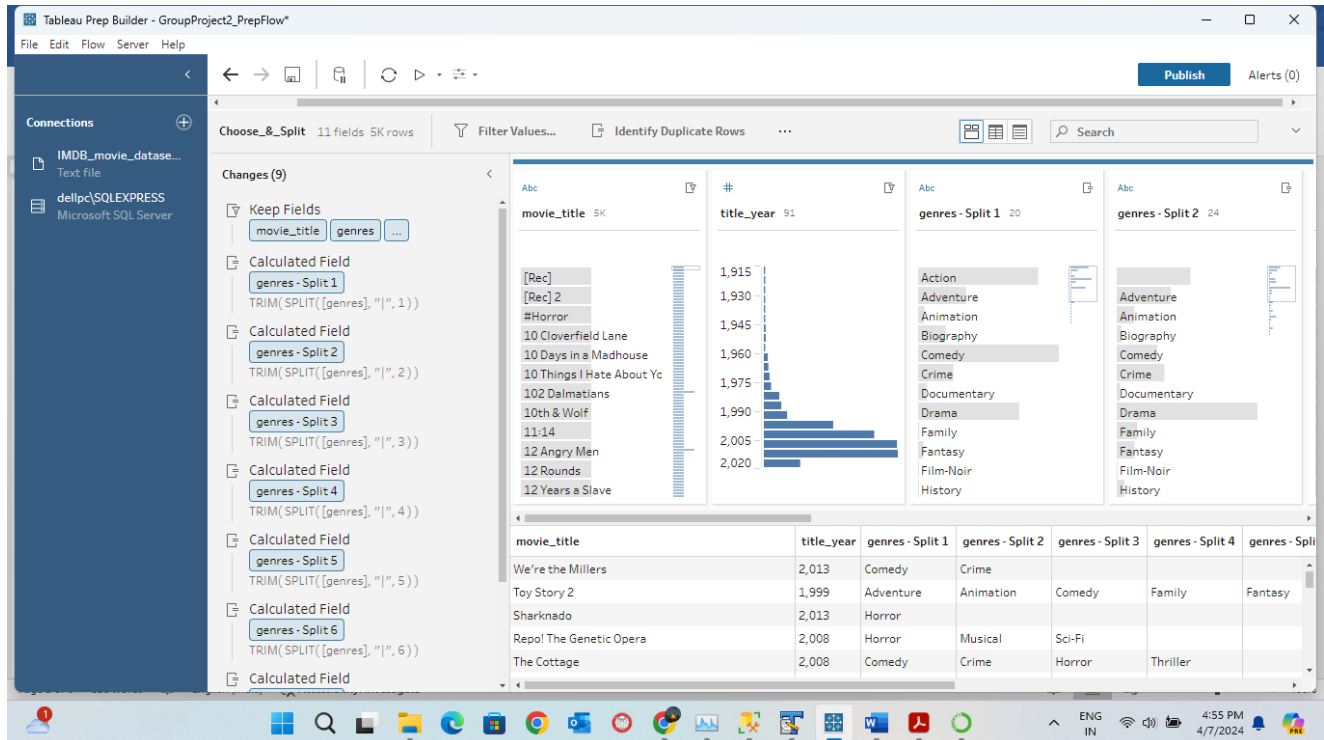 Tableau Prep Builder - GroupProject2_PrepFlow*
File Edit Flow Server Help
Publish
Alerts (0)
Connections
IMDB_movie_datase...
Text file
dellpc\SQLEXPRESS
Microsoft SQL Server
Choose_&_Split 11 fields 5K rows
Filter Values...
Identify Duplicate Rows
...
Search
Changes (9)
Keep Fields
movie_title genres ...
Calculated Field
genres - Split 1
TRIM( SPLIT( [genres], "|", 1 ) )
Calculated Field
genres - Split 2
TRIM( SPLIT( [genres], "|", 2 ) )
Calculated Field
genres - Split 3
TRIM( SPLIT( [genres], "|", 3 ) )
Calculated Field
genres - Split 4
TRIM( SPLIT( [genres], "|", 4 ) )
Calculated Field
genres - Split 5
TRIM( SPLIT( [genres], "|", 5 ) )
Calculated Field
genres - Split 6
TRIM( SPLIT( [genres], "|", 6 ) )
Calculated Field
Abc
movie_title 5K
[Rec]
[Rec] 2
#Horror
10 Cloverfield Lane
10 Days in a Madhouse
10 Things I Hate About Yo
102 Dalmatians
10th & Wolf
11:14
12 Angry Men
12 Rounds
12 Years a Slave
#
title_year 91
1,915
1,930
1,945
1,960
1,975
1,990
2,005
2,020
Abc
genres - Split 1 20
Action
Adventure
Animation
Biography
Comedy
Crime
Documentary
Drama
Family
Fantasy
Film-Noir
History
Abc
genres - Split 2 24
Adventure
Animation
Biography
Comedy
Crime
Documentary
Drama
Family
Fantasy
Film-Noir
History
movie_title title_year genres - Split 1 genres - Split 2 genres - Split 3 genres - Split 4 genres - Spli
We're the Millers 2,013 Comedy Crime
Toy Story 2 1,999 Adventure Animation Comedy Family Fantasy
Sharknado 2,013 Horror
Repo! The Genetic Opera 2,008 Horror Musical Sci-Fi
The Cottage 2,008 Comedy Crime Horror Thriller
1
ENG
IN
4:55 PM
4/7/2024
PRE